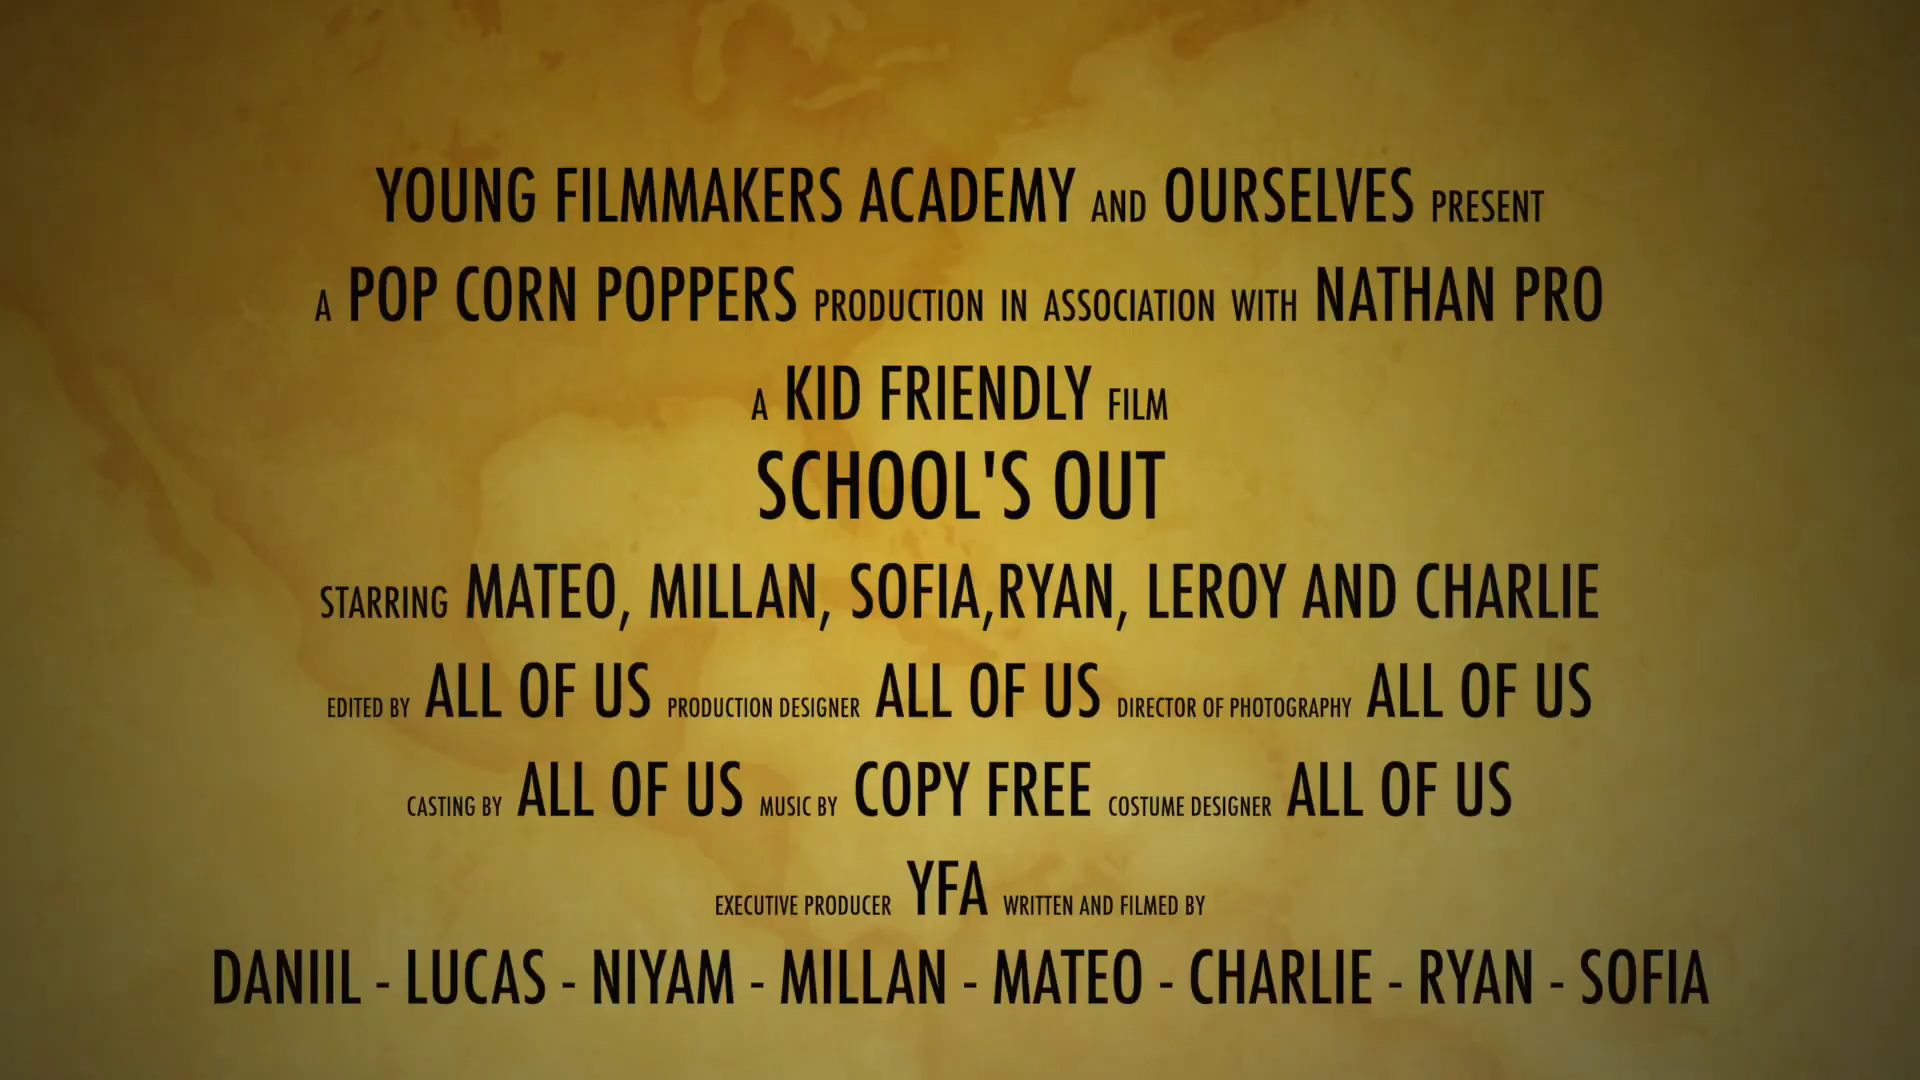 YOUNG FILMMAKERS ACADEMY AND OURSELVES PRESENT
A POP CORN POPPERS PRODUCTION IN ASSOCIATION WITH NATHAN PRO
A KID FRIENDLY FILM
SCHOOL'S OUT
STARRING MATEO, MILLAN, SOFIA,RYAN, LEROY AND CHARLIE
EDITED BY ALL OF US PRODUCTION DESIGNER ALL OF US DIRECTOR OF PHOTOGRAPHY ALL OF US
CASTING BY ALL OF US MUSIC BY COPY FREE COSTUME DESIGNER ALL OF US
EXECUTIVE PRODUCER YFA WRITTEN AND FILMED BY
DANIIL - LUCAS - NIYAM - MILLAN - MATEO - CHARLIE - RYAN - SOFIA